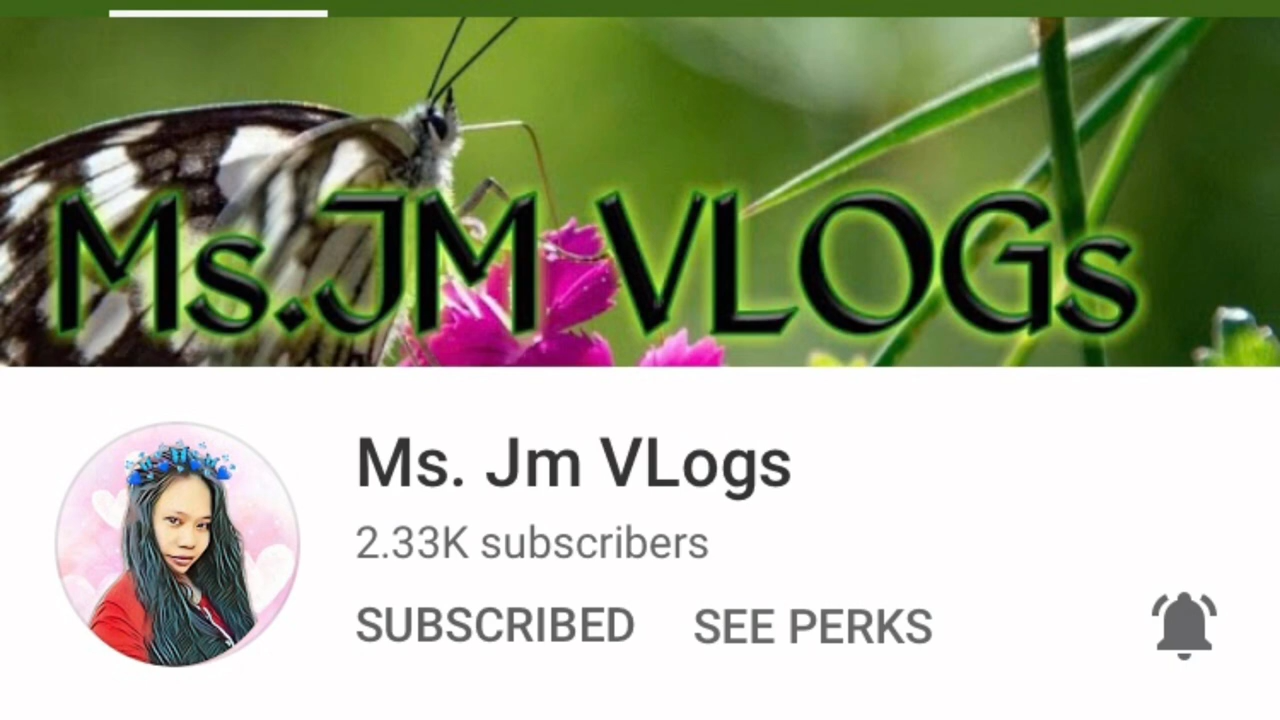 Ms.JM VLOGs
Ms. Jm VLogs
2.33K subscribers
SUBSCRIBED SEE PERKS